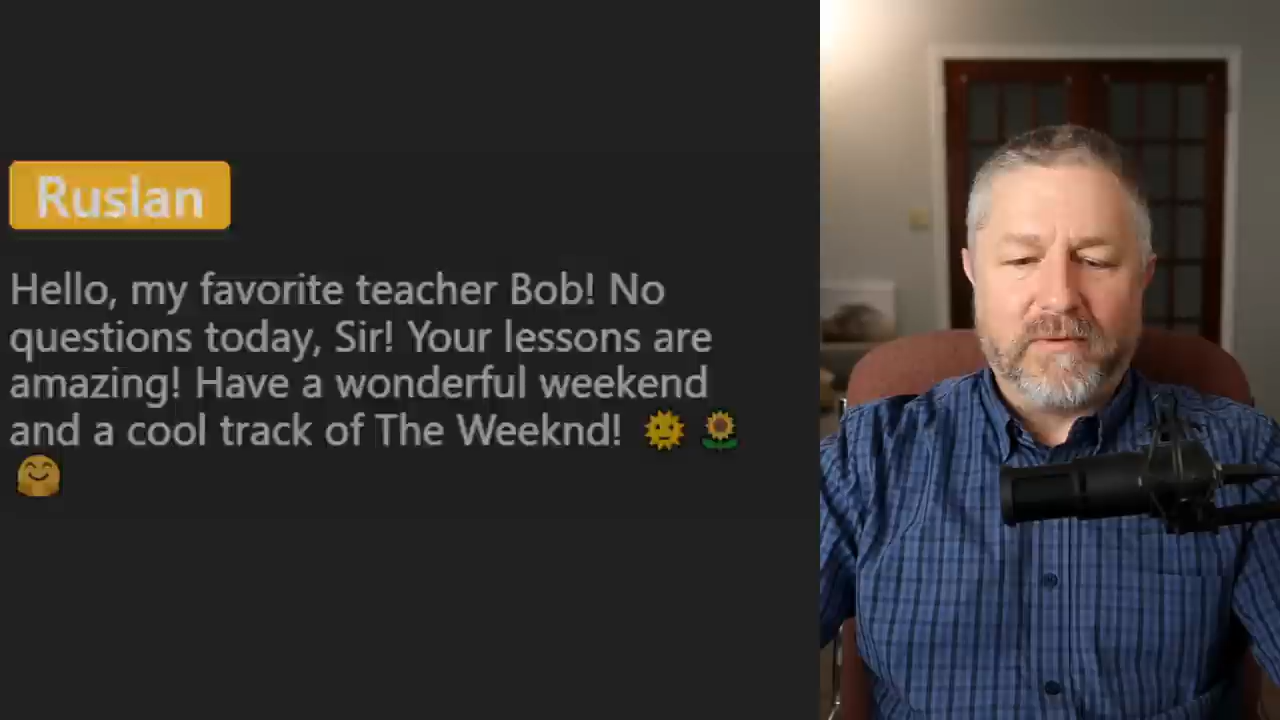 Ruslan
Hello, my favorite teacher Bob! No
questions today, Sir! Your lessons are
amazing! Have a wonderful weekend
and a cool track of The Weeknd! 🌞 🌻
🤗